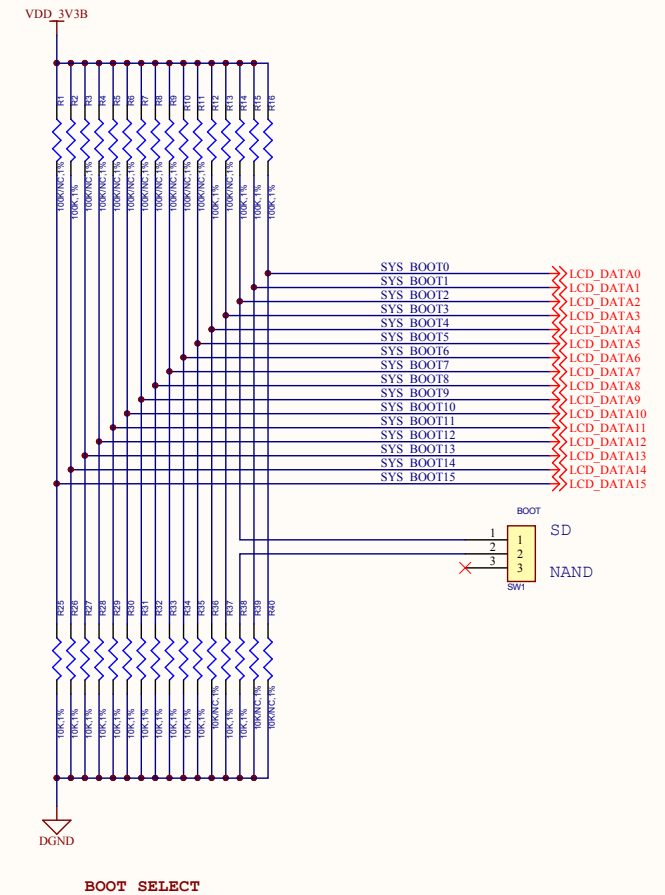 VDD_3V3B
R1
R2
R3
R4
R5
R6
R7
R8
R9
R10
R11
R12
R13
R14
R15
R16
100K/NC,1%
100K,1%
100K/NC,1%
100K/NC,1%
100K/NC,1%
100K/NC,1%
100K/NC,1%
100K/NC,1%
100K/NC,1%
100K/NC,1%
100K/NC,1%
100K,1%
100K/NC,1%
100K,1%
100K,1%
100K,1%
SYS_BOOT0 LCD_DATA0
SYS_BOOT1 LCD_DATA1
SYS_BOOT2 LCD_DATA2
SYS_BOOT3 LCD_DATA3
SYS_BOOT4 LCD_DATA4
SYS_BOOT5 LCD_DATA5
SYS_BOOT6 LCD_DATA6
SYS_BOOT7 LCD_DATA7
SYS_BOOT8 LCD_DATA8
SYS_BOOT9 LCD_DATA9
SYS_BOOT10 LCD_DATA10
SYS_BOOT11 LCD_DATA11
SYS_BOOT12 LCD_DATA12
SYS_BOOT13 LCD_DATA13
SYS_BOOT14 LCD_DATA14
SYS_BOOT15 LCD_DATA15
BOOT
1 1 SD
2 2
3 3 NAND
SW1
R25
R26
R27
R28
R29
R30
R31
R32
R33
R34
R35
R36
R37
R38
R39
R40
10K,1%
10K,1%
10K,1%
10K,1%
10K,1%
10K,1%
10K,1%
10K,1%
10K,1%
10K,1%
10K,1%
10K/NC,1%
10K,1%
10K,1%
10K/NC,1%
10K/NC,1%
DGND
BOOT SELECT